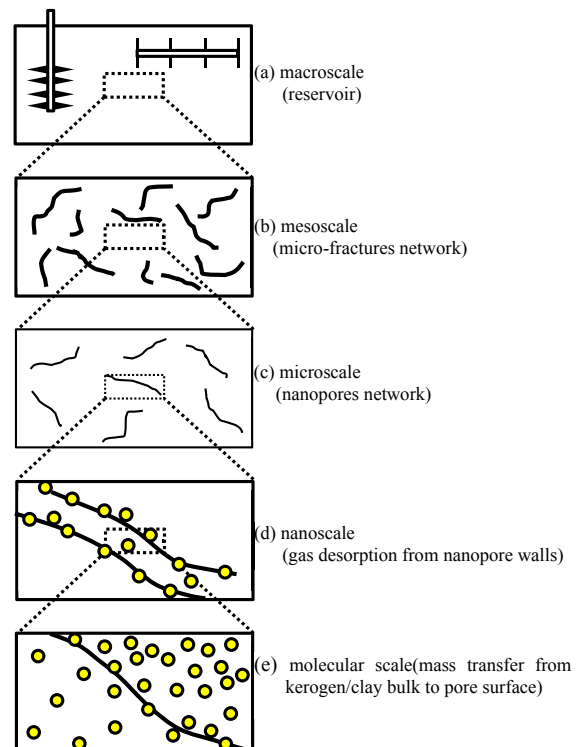 (a) macroscale
(reservoir)
(b) mesoscale
(micro-fractures network)
(c) microscale
(nanopores network)
(d) nanoscale
(gas desorption from nanopore walls)
(e) molecular scale(mass transfer from
kerogen/clay bulk to pore surface)